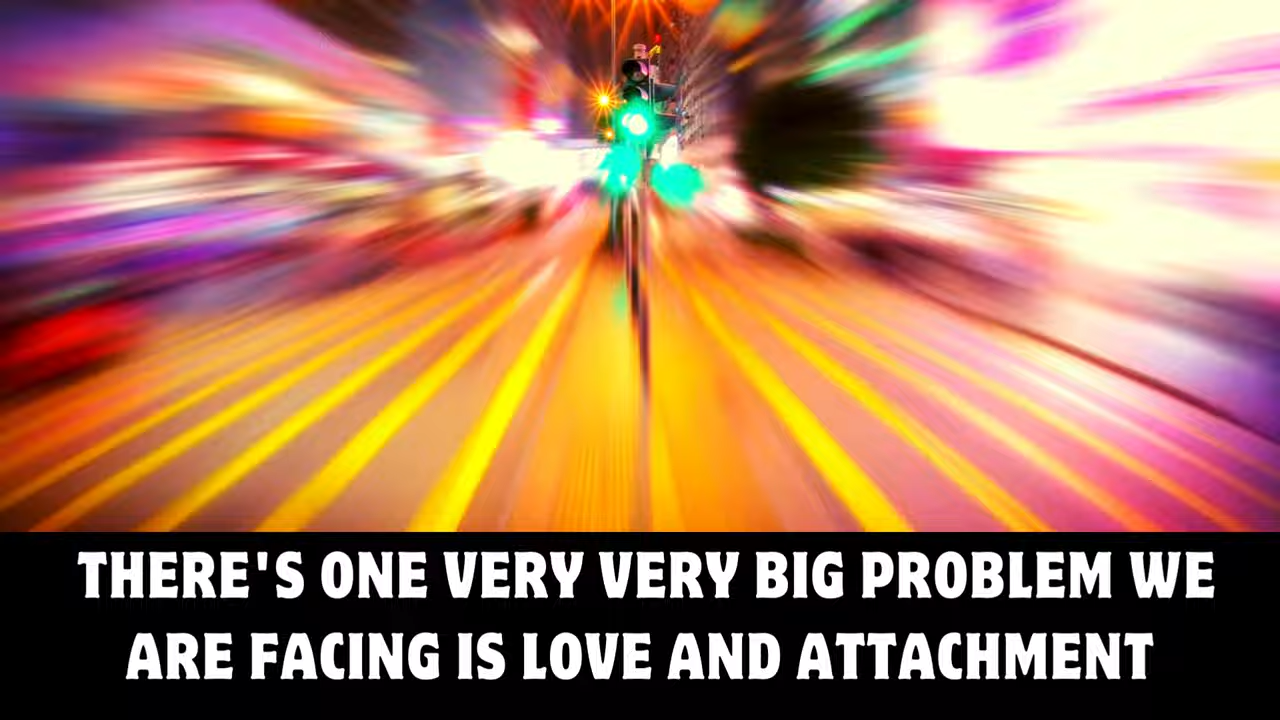 THERE'S ONE VERY VERY BIG PROBLEM WE
ARE FACING IS LOVE AND ATTACHMENT